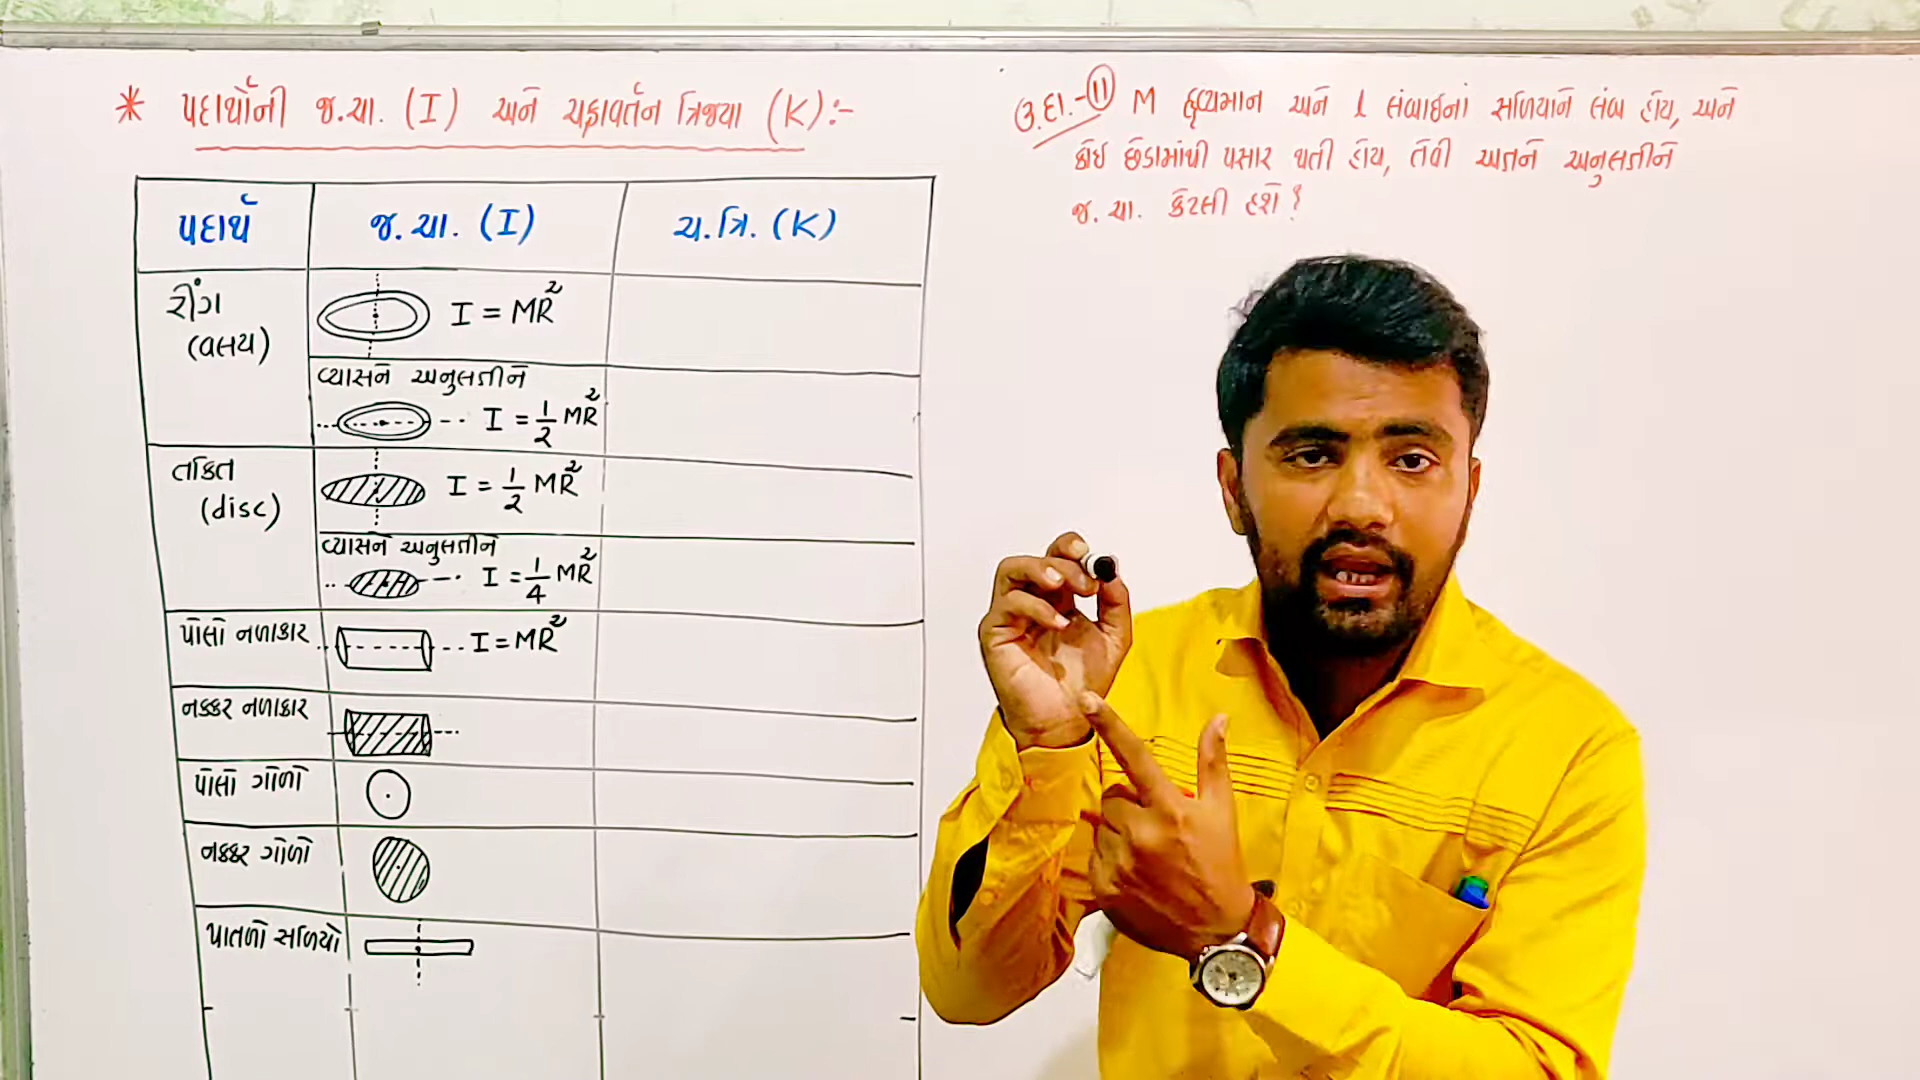 * પદાર્થોની જ.ચા. (I) અને ચક્રાવર્તન ત્રિજ્યા (K):-
પદાર્થ
જ.ચા. (I)
ચ.ત્રિ. (K)
રીંગ
(વલય)
I = MR²
વ્યાસને અનુલક્ષીને
I = 1/2 MR²
તકતિ
(disc)
I = 1/2 MR²
વ્યાસને અનુલક્ષીને
I = 1/4 MR²
પોલો નળાકાર
I = MR²
નક્કર નળાકાર
પોલો ગોળો
નક્કર ગોળો
પાતળો સળિયો
ઉ.દા.-11 M દ્રવ્યમાન અને l લંબાઈનાં સળિયાને લંબ હોય, અને
કોઇ છેડામાંથી પસાર થતી હોય, તેવી અક્ષને અનુલક્ષીને
જ. ચા. કેટલી હશે?